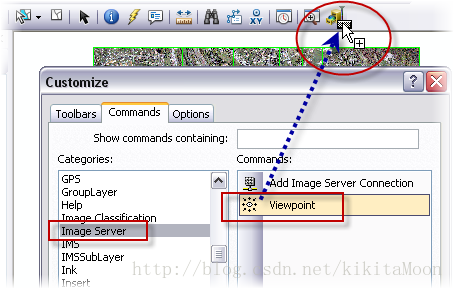 XY
Customize
Toolbars
Commands
Options
Show commands containing:
Categories:
Commands:
GPS
GroupLayer
Help
Image Classification
Image Server
IMS
IMSSubLayer
Ink
Insert
Add Image Server Connection
Viewpoint
http://blog.csdn.net/kikitaMoon